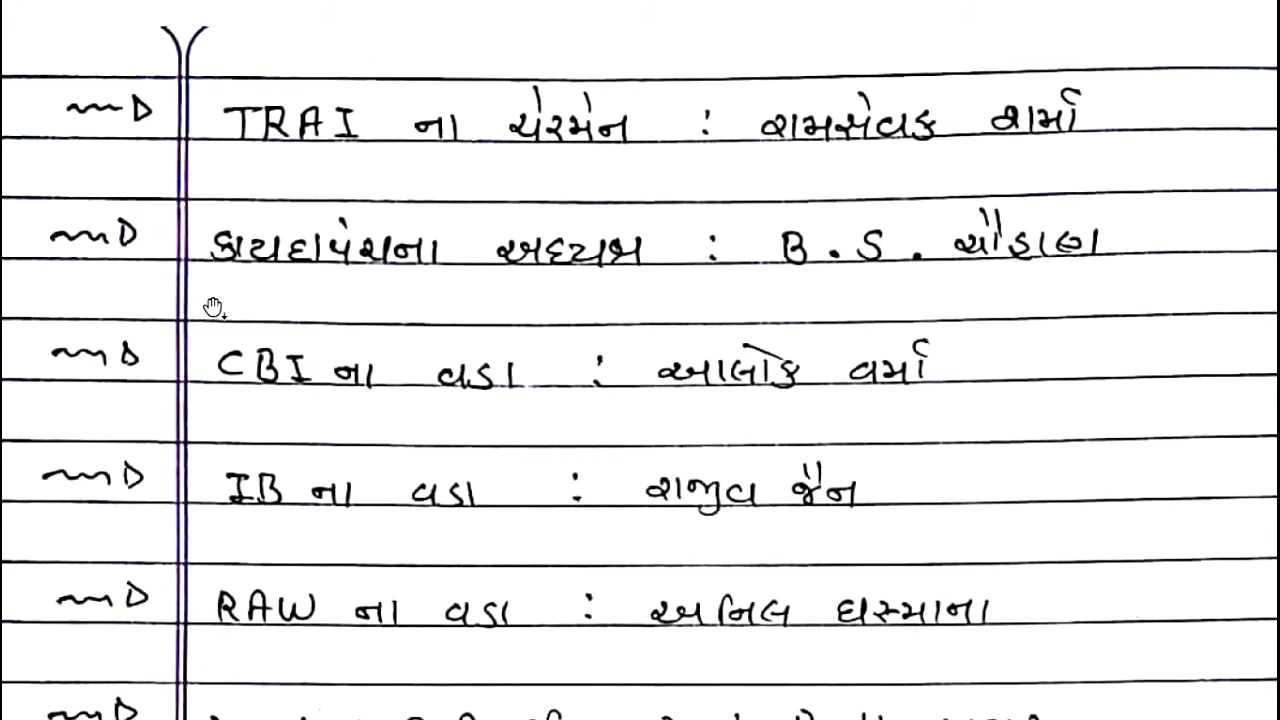 TRAI ના ચેરમેન : રામસેવક શર્મા
કાયદાપંચના અધ્યક્ષ : B.S. ચૌહાણ
CBI ના વડા : આલોક વર્મા
IB ના વડા : રાજીવ જૈન
RAW ના વડા : અનિલ ધસ્માના